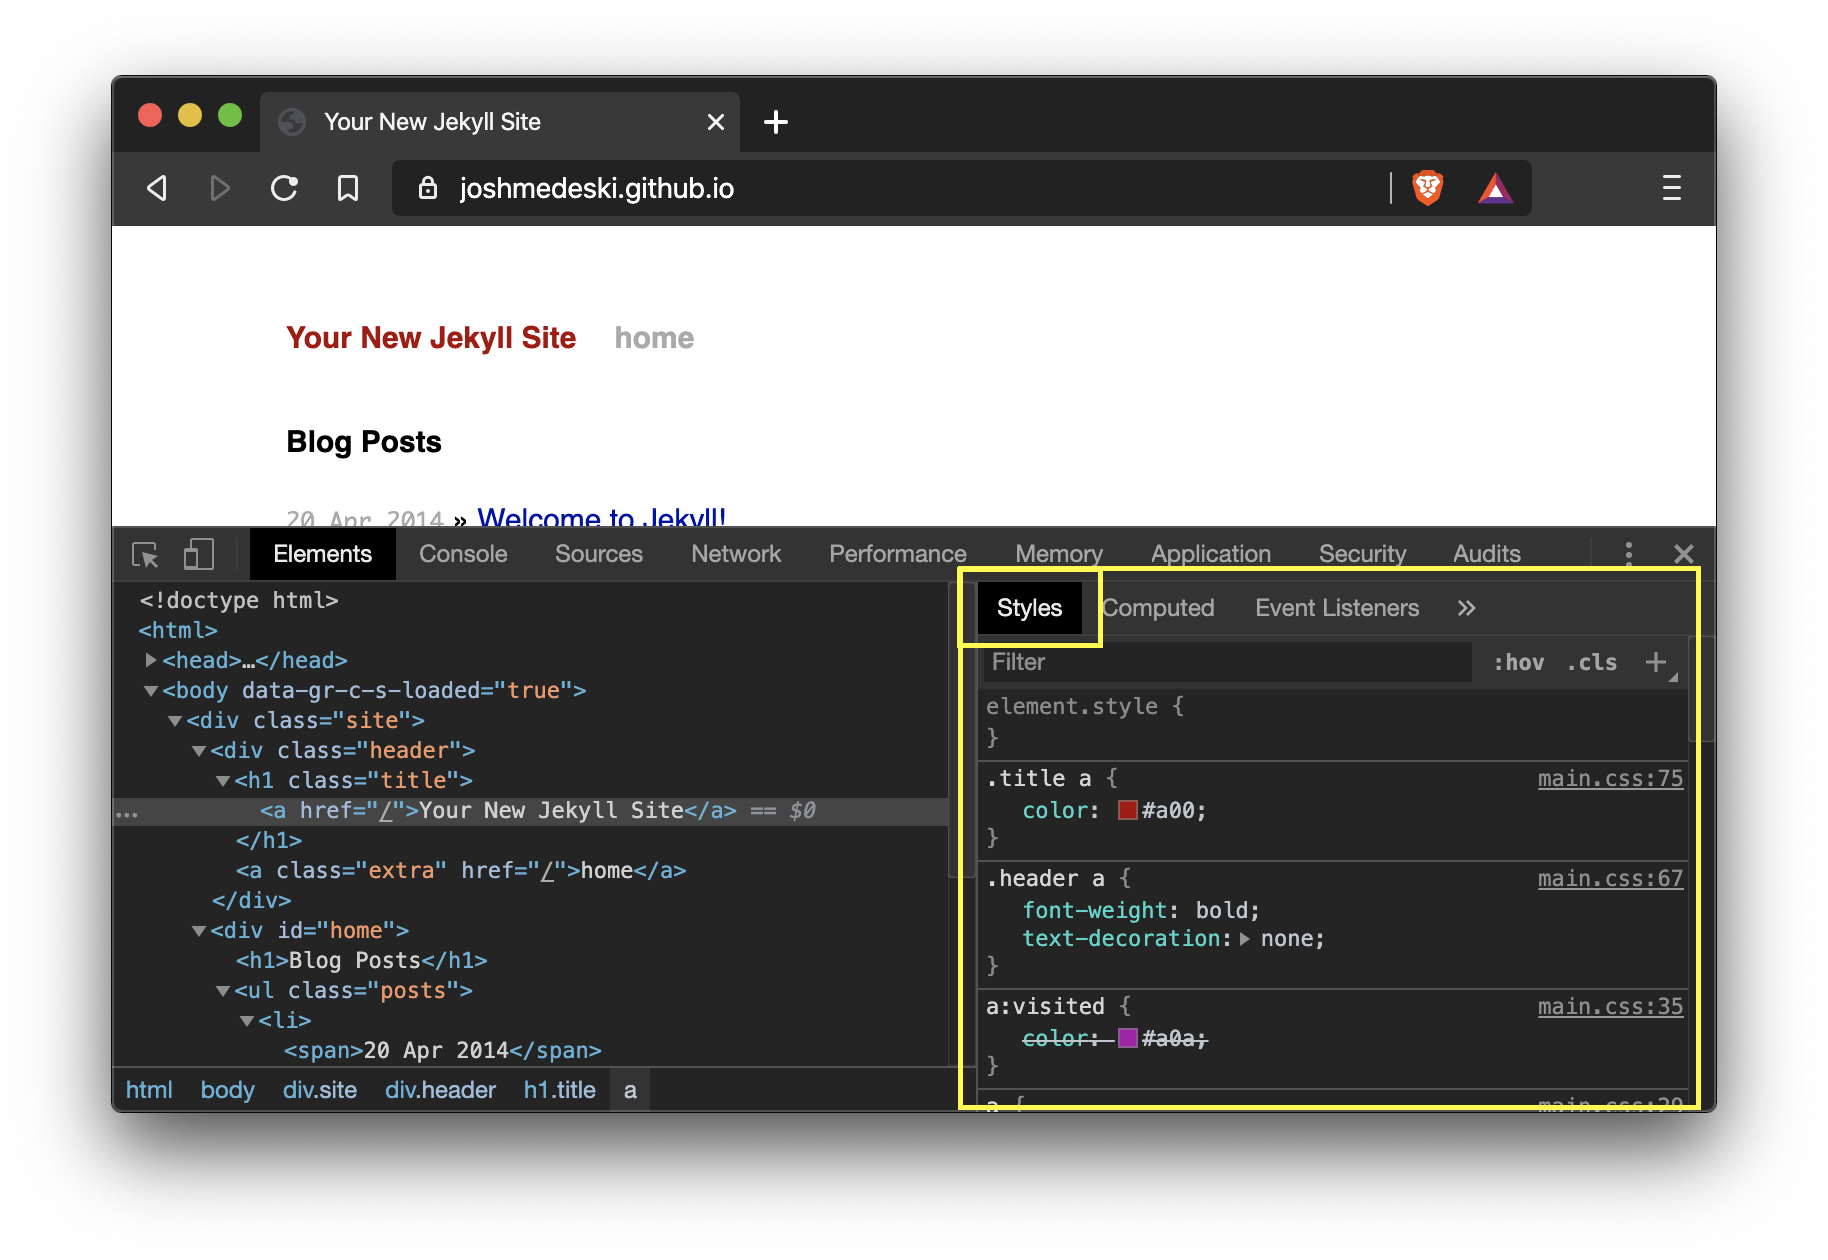 Your New Jekyll Site
joshmedeski.github.io
Your New Jekyll Site home
Blog Posts
20 Apr 2014 » Welcome to Jekyll!
Elements Console Sources Network Performance Memory Application Security Audits
<!doctype html>
<html>
<head>…</head>
<body data-gr-c-s-loaded="true">
<div class="site">
<div class="header">
<h1 class="title">
... <a href="/">Your New Jekyll Site</a> == $0
</h1>
<a class="extra" href="/">home</a>
</div>
<div id="home">
<h1>Blog Posts</h1>
<ul class="posts">
<li>
<span>20 Apr 2014</span>
html body div.site div.header h1.title a
Styles Computed Event Listeners »
Filter :hov .cls +
element.style {
}
.title a { main.css:75
color: #a00;
}
.header a { main.css:67
font-weight: bold;
text-decoration: none;
}
a:visited { main.css:35
color: #a0a;
}
a { main.css:29